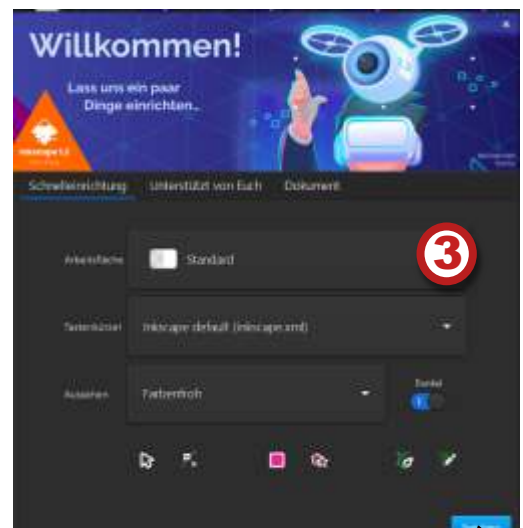 Willkommen!
Lass uns ein paar
Dinge einrichten...
Schnelleinrichtung Unterstützt von Euch Dokument
Arbeitsfläche
Standard
3
Tastenkürzel
Inkscape default (inkscape.xml)
Aussehen
Farbenfroh
Dunkel